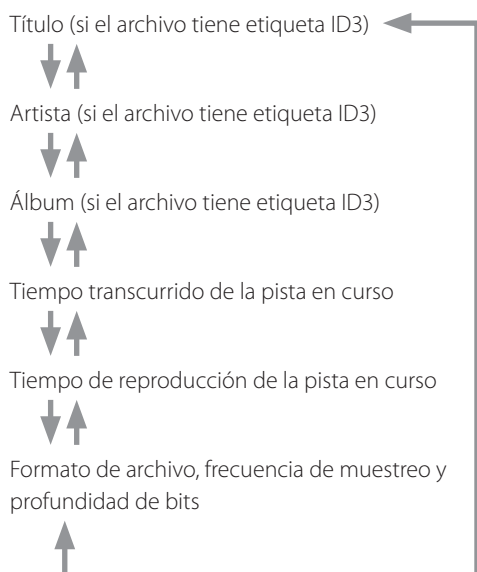 Título (si el archivo tiene etiqueta ID3)
Artista (si el archivo tiene etiqueta ID3)
Álbum (si el archivo tiene etiqueta ID3)
Tiempo transcurrido de la pista en curso
Tiempo de reproducción de la pista en curso
Formato de archivo, frecuencia de muestreo y
profundidad de bits